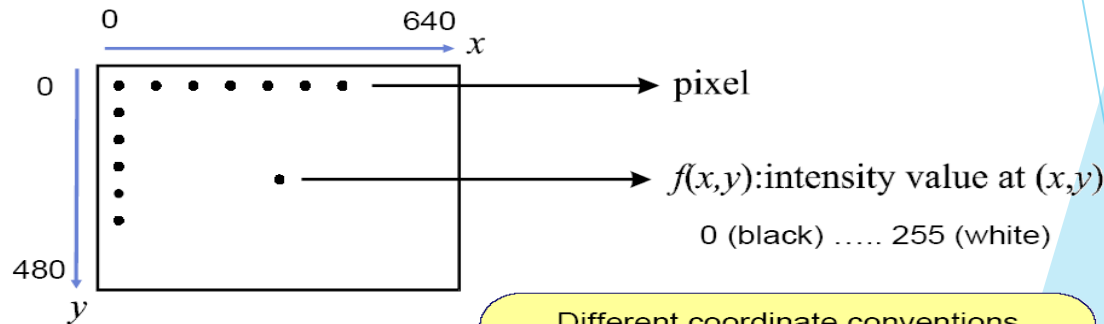 0 640
x
0
pixel
f(x,y):intensity value at (x,y)
0 (black) ..... 255 (white)
480
y
Different coordinate conventions